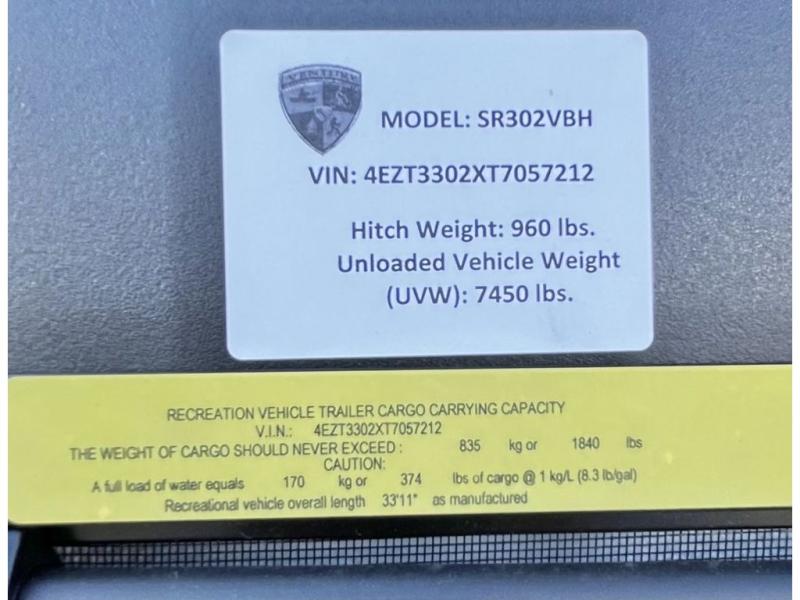 VENTURE
MODEL: SR302VBH
VIN: 4EZT3302XT7057212
Hitch Weight: 960 lbs.
Unloaded Vehicle Weight
(UVW): 7450 lbs.
RECREATION VEHICLE TRAILER CARGO CARRYING CAPACITY
V.I.N.: 4EZT3302XT7057212
THE WEIGHT OF CARGO SHOULD NEVER EXCEED : 835 kg or 1840 lbs
CAUTION:
A full load of water equals 170 kg or 374 lbs of cargo @ 1 kg/L (8.3 lb/gal)
Recreational vehicle overall length 33'11" as manufactured